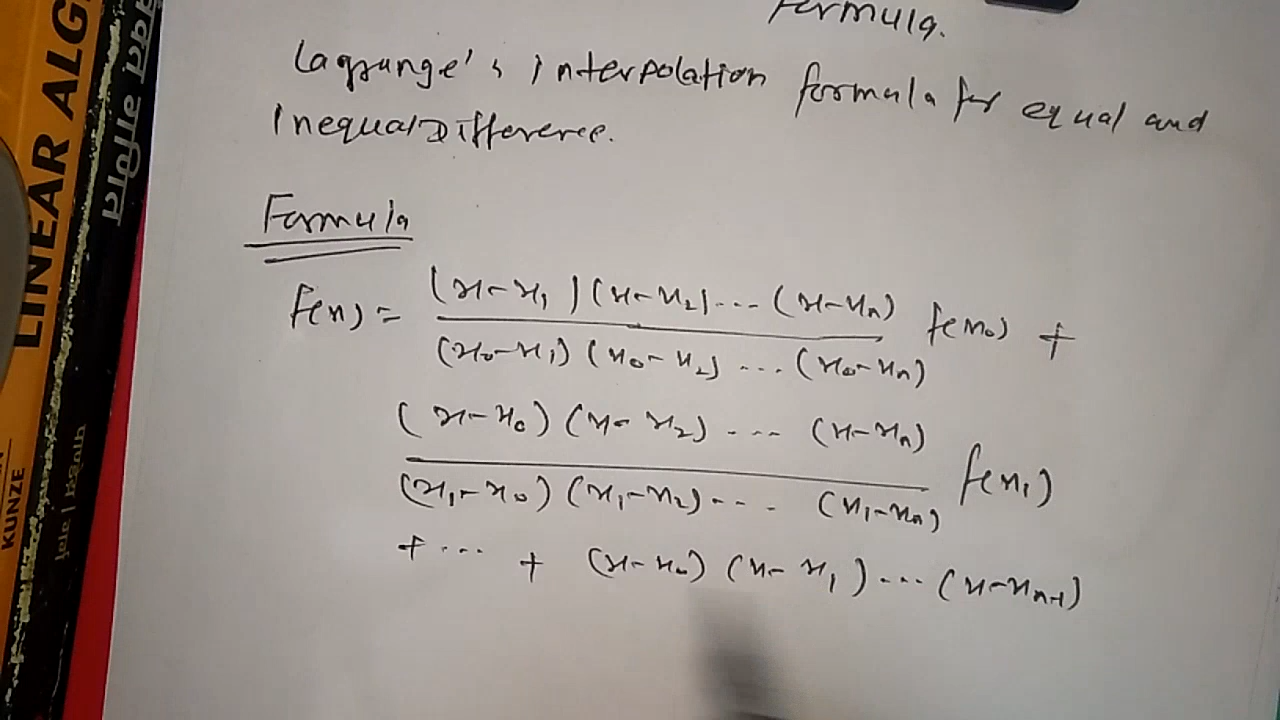 Formula.
Lagrange's interpolation formula for equal and
Inequal Difference.
Formula
f(x) = (x-x₁)(x-x₂)...(x-xₙ) f(x₀) +
(x₀-x₁)(x₀-x₂)...(x₀-xₙ)
(x-x₀)(x-x₂)...(x-xₙ) f(x₁)
(x₁-x₀)(x₁-x₂)...(x₁-xₙ)
+ ... + (x-x₀)(x-x₁)...(x-xₙ₋₁)
LINEAR ALG
KUNZE